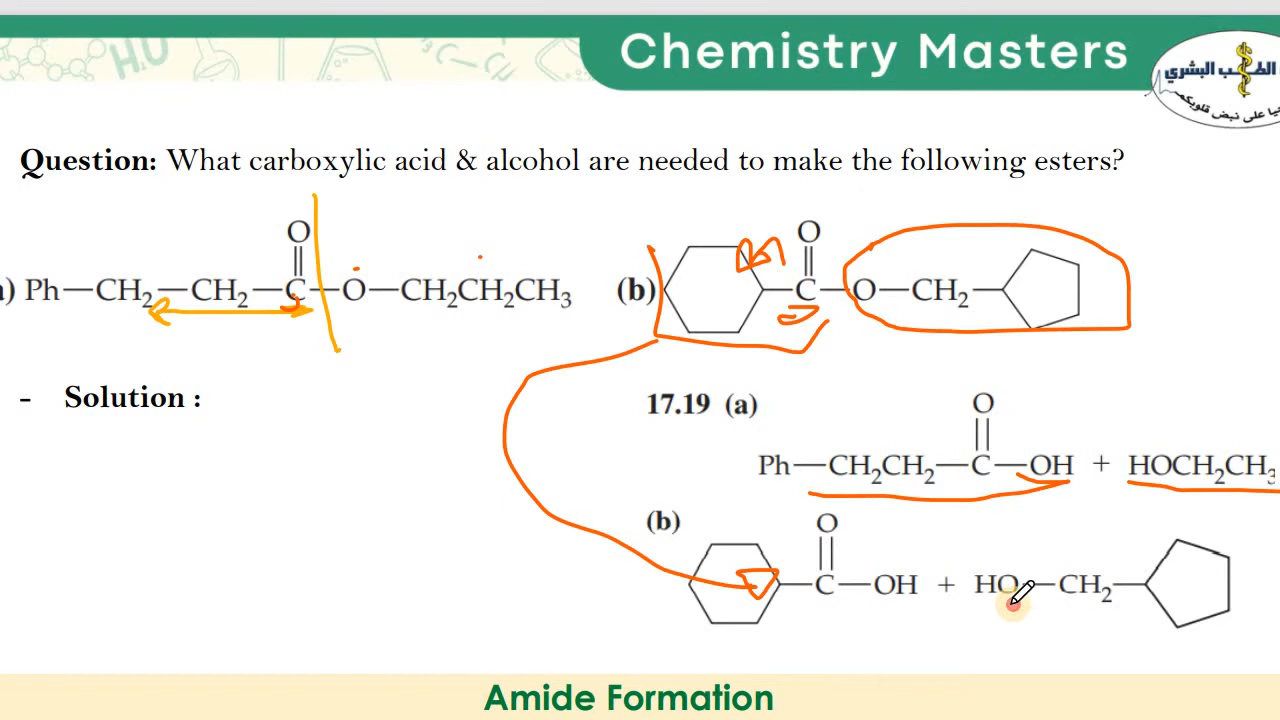 Chemistry Masters
الطب البشري
Question: What carboxylic acid & alcohol are needed to make the following esters?
O O
) Ph—CH₂—CH₂—C—O—CH₂CH₂CH₃ (b) C—O—CH₂
- Solution :
17.19 (a)
O
Ph—CH₂CH₂—C—OH + HOCH₂CH₃
(b)
O
C—OH + HO—CH₂
Amide Formation